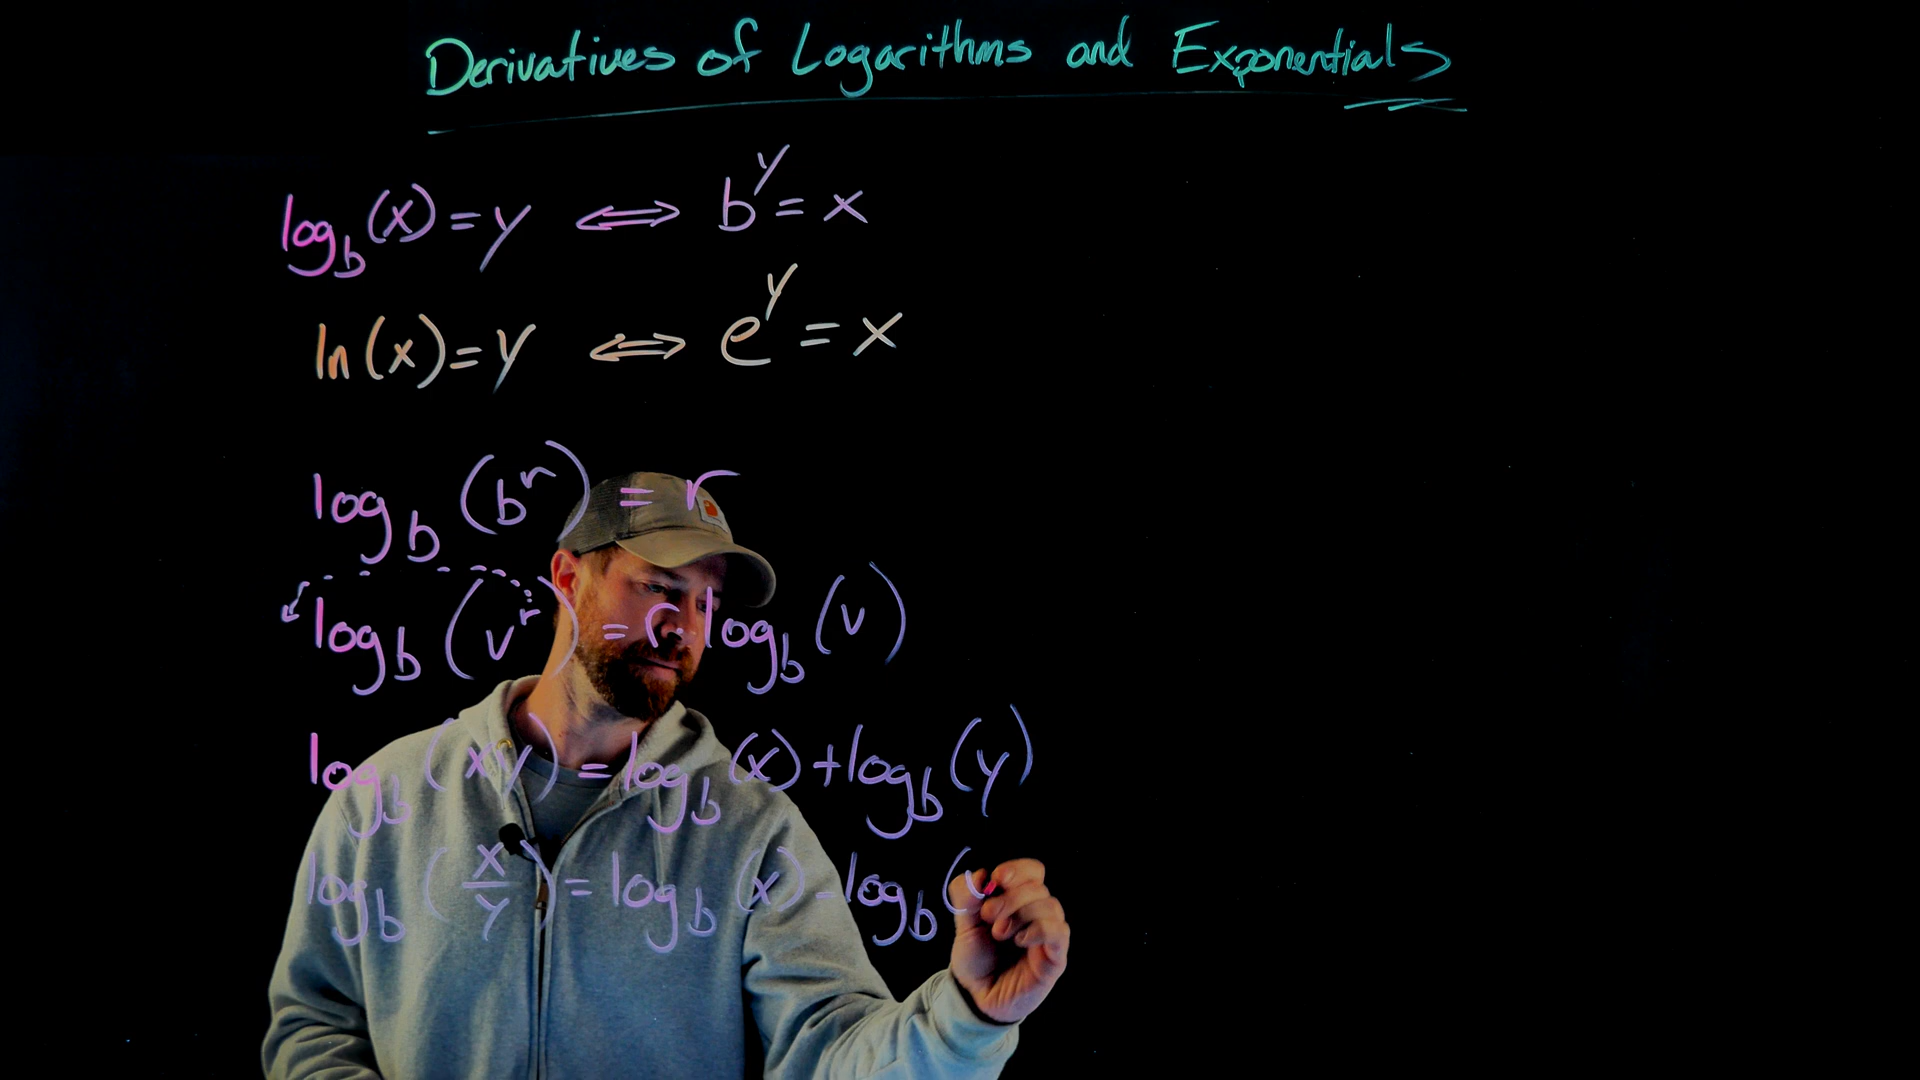 Derivatives of Logarithms and Exponentials
log_b(x)=y ⟺ b^y=x
ln(x)=y ⟺ e^y=x
log_b(b^r)=r
log_b(v^r)=r·log_b(v)
log_b(xy)=log_b(x)+log_b(y)
log_b(x/y)=log_b(x)-log_b(